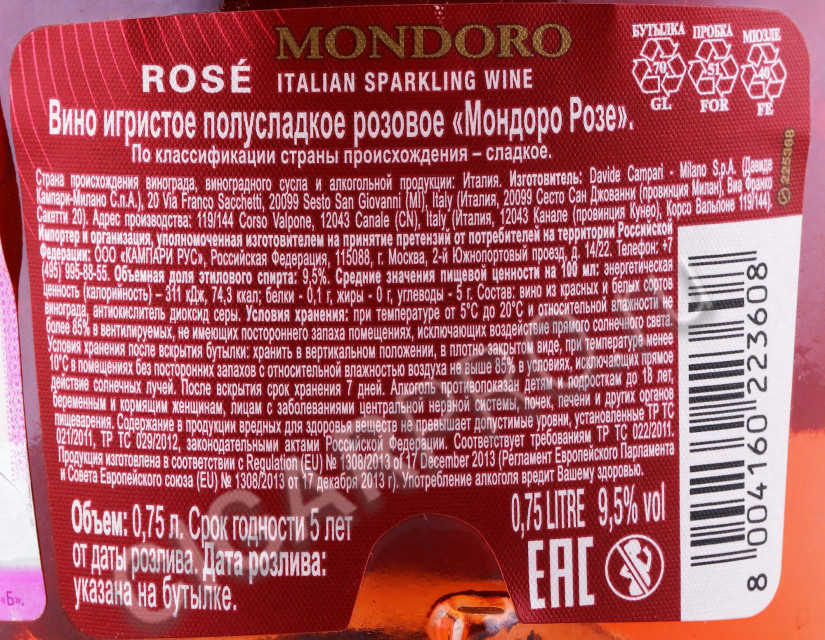 MONDORO
ROSÉ ITALIAN SPARKLING WINE
БУТЫЛКА ПРОБКА МЮЗЛЕ
70 51 40
GL FOR FE
Вино игристое полусладкое розовое «Мондоро Розе».
По классификации страны происхождения – сладкое.
225368
Страна происхождения винограда, виноградного сусла и алкогольной продукции: Италия. Изготовитель: Davide Campari - Milano S.p.A. (Давиде
Кампари-Милано С.п.А.), 20 Via Franco Sacchetti, 20099 Sesto San Giovanni (MI), Italy (Италия, 20099 Сесто Сан Джованни (провинция Милан), Виа Франко
Сакетти 20). Адрес производства: 119/144 Corso Valpone, 12043 Canale (CN), Italy (Италия, 12043 Канале (провинция Кунео), Корсо Вальпоне 119/144).
Импортер и организация, уполномоченная изготовителем на принятие претензий от потребителей на территории Российской
Федерации: ООО «КАМПАРИ РУС», Российская Федерация, 115088, г. Москва, 2-й Южнопортовый проезд, д. 14/22. Телефон: +7
(495) 995-88-55. Объемная доля этилового спирта: 9,5%. Средние значения пищевой ценности на 100 мл: энергетическая
ценность (калорийность) – 311 кДж, 74,3 ккал; белки - 0,1 г, жиры - 0 г, углеводы - 5 г. Состав: вино из красных и белых сортов
винограда, антиокислитель диоксид серы. Условия хранения: при температуре от 5°С до 20°С и относительной влажности не
более 85% в вентилируемых, не имеющих постороннего запаха помещениях, исключающих воздействие прямого солнечного света.
Условия хранения после вскрытия бутылки: хранить в вертикальном положении, в плотно закрытом виде, при температуре менее
10°С в помещениях без посторонних запахов с относительной влажностью воздуха не выше 85% в условиях, исключающих прямое
действие солнечных лучей. После вскрытия срок хранения 7 дней. Алкоголь противопоказан детям и подросткам до 18 лет,
беременным и кормящим женщинам, лицам с заболеваниями центральной нервной системы, почек, печени и других органов
пищеварения. Содержание в продукции вредных для здоровья веществ не превышает допустимые уровни, установленные ТР ТС
021/2011, ТР ТС 029/2012, законодательными актами Российской Федерации. Соответствует требованиям ТР ТС 022/2011.
Продукция изготовлена в соответствии с Regulation (EU) № 1308/2013 of 17 December 2013 (Регламент Европейского Парламента
и Совета Европейского союза (EU) № 1308/2013 от 17 декабря 2013 г). Употребление алкоголя вредит Вашему здоровью.
Объем: 0,75 л. Срок годности 5 лет
от даты розлива. Дата розлива:
указана на бутылке.
0,75 LITRE 9,5% vol
EAC
8 004160 223608
«Б».